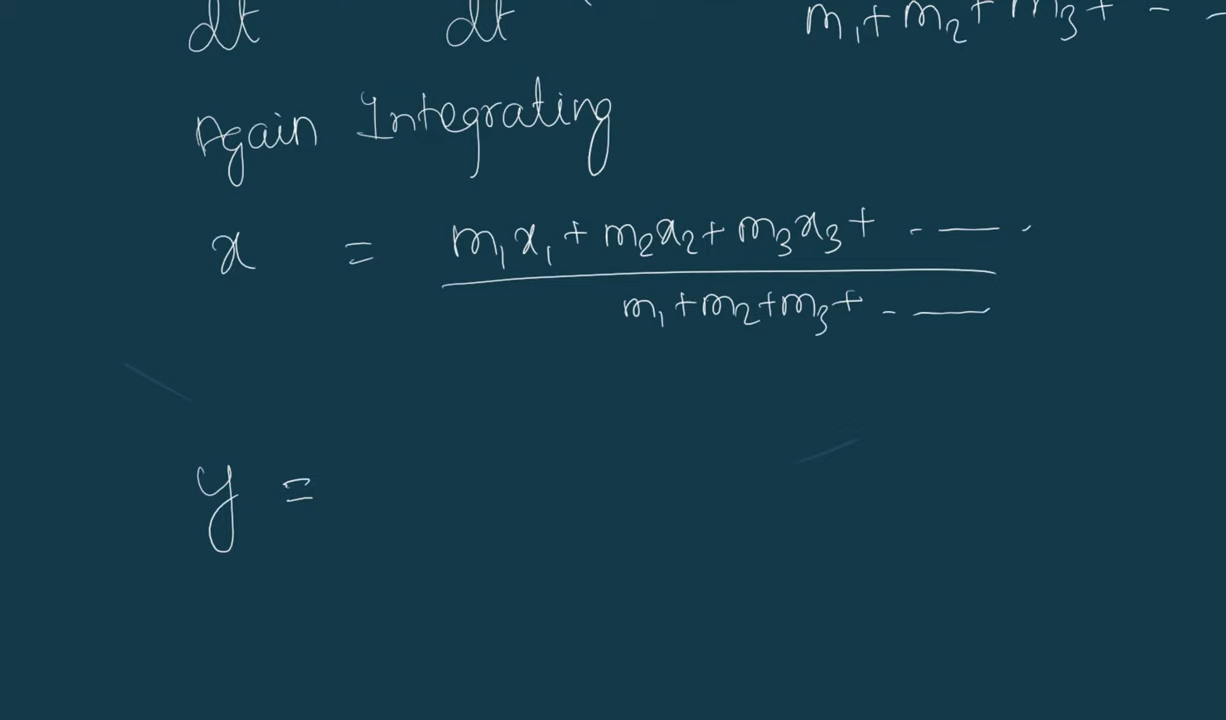 dt dt m₁+m₂+m₃+ - -
Again Integrating
x = m₁x₁ + m₂x₂ + m₃x₃ + - —— -
m₁+m₂+m₃+ - ——
y =